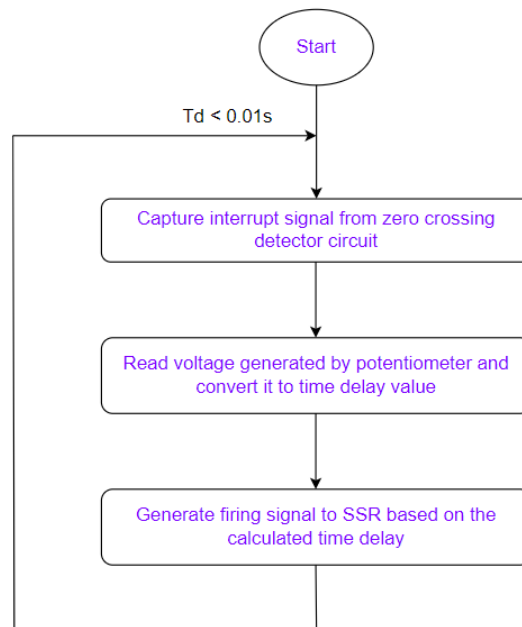 Start
Td < 0.01s
Capture interrupt signal from zero crossing
detector circuit
Read voltage generated by potentiometer and
convert it to time delay value
Generate firing signal to SSR based on the
calculated time delay